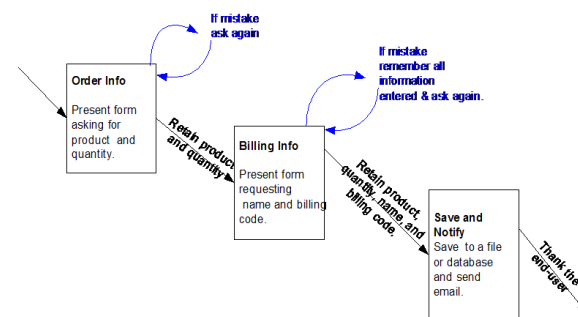 If mistake
ask again
Order Info
Present form
asking for
product and
quantity.
Retain product
and quantity
If mistake
remember all
information
entered & ask again.
Billing Info
Present form
requesting
name and billing
code.
Retain product,
quantity, name, and
billing code.
Save and
Notify
Save to a file
or database
and send
email.
Thank the
end-user